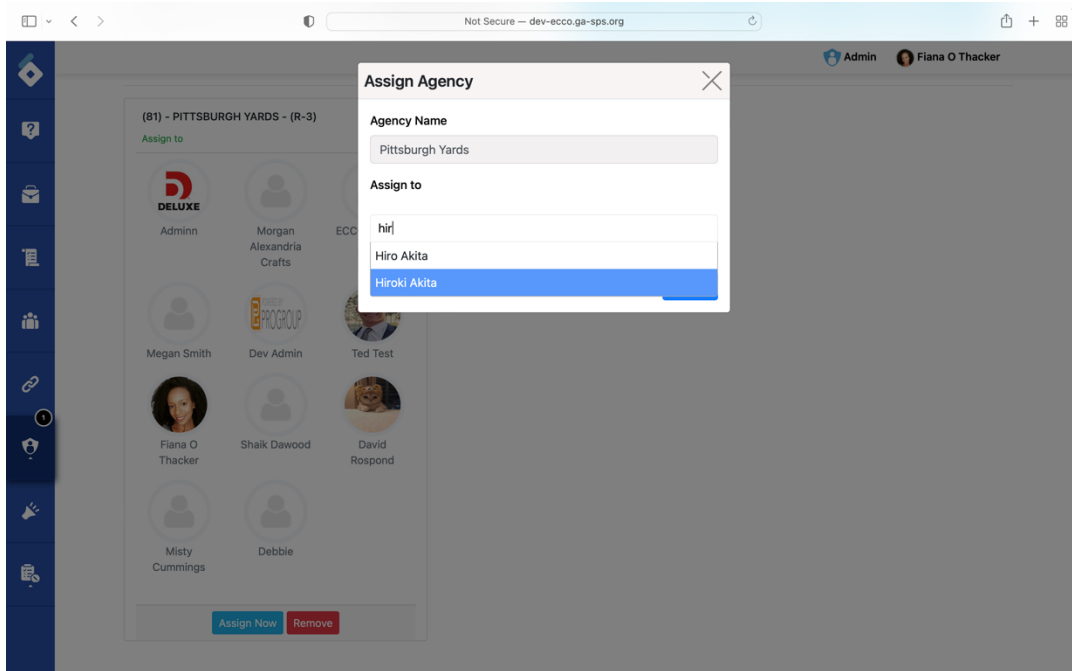 Not Secure — dev-ecco.ga-sps.org
Admin
Fiana O Thacker
Assign Agency
Agency Name
Pittsburgh Yards
Assign to
hir
Hiro Akita
Hiroki Akita
(81) - PITTSBURGH YARDS - (R-3)
Assign to
DELUXE
Adminn
Morgan
Alexandria
Crafts
ECC
PROGROUP
Megan Smith
Dev Admin
Ted Test
Fiana O
Thacker
Shaik Dawood
David
Rospond
Misty
Cummings
Debbie
Assign Now
Remove
1